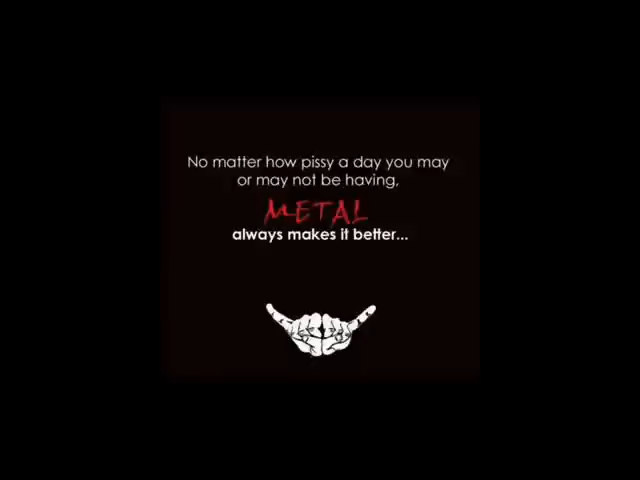 No matter how pissy a day you may
or may not be having,
METAL
always makes it better...